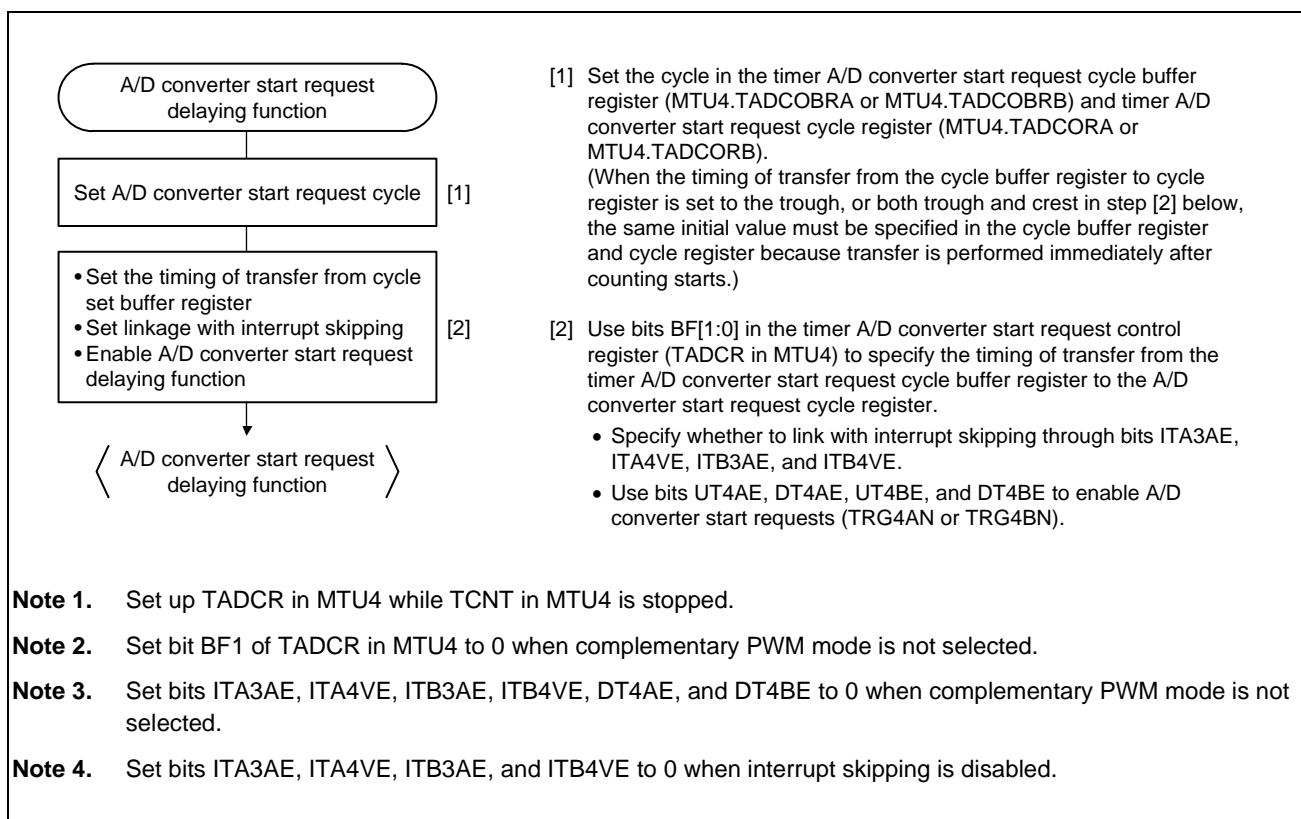 A/D converter start request
delaying function
Set A/D converter start request cycle
[1]
• Set the timing of transfer from cycle
set buffer register
• Set linkage with interrupt skipping
• Enable A/D converter start request
delaying function
[2]
A/D converter start request
delaying function
[1] Set the cycle in the timer A/D converter start request cycle buffer
register (MTU4.TADCOBRA or MTU4.TADCOBRB) and timer A/D
converter start request cycle register (MTU4.TADCORA or
MTU4.TADCORB).
(When the timing of transfer from the cycle buffer register to cycle
register is set to the trough, or both trough and crest in step [2] below,
the same initial value must be specified in the cycle buffer register
and cycle register because transfer is performed immediately after
counting starts.)
[2] Use bits BF[1:0] in the timer A/D converter start request control
register (TADCR in MTU4) to specify the timing of transfer from the
timer A/D converter start request cycle buffer register to the A/D
converter start request cycle register.
• Specify whether to link with interrupt skipping through bits ITA3AE,
ITA4VE, ITB3AE, and ITB4VE.
• Use bits UT4AE, DT4AE, UT4BE, and DT4BE to enable A/D
converter start requests (TRG4AN or TRG4BN).
Note 1. Set up TADCR in MTU4 while TCNT in MTU4 is stopped.
Note 2. Set bit BF1 of TADCR in MTU4 to 0 when complementary PWM mode is not selected.
Note 3. Set bits ITA3AE, ITA4VE, ITB3AE, ITB4VE, DT4AE, and DT4BE to 0 when complementary PWM mode is not
selected.
Note 4. Set bits ITA3AE, ITA4VE, ITB3AE, and ITB4VE to 0 when interrupt skipping is disabled.